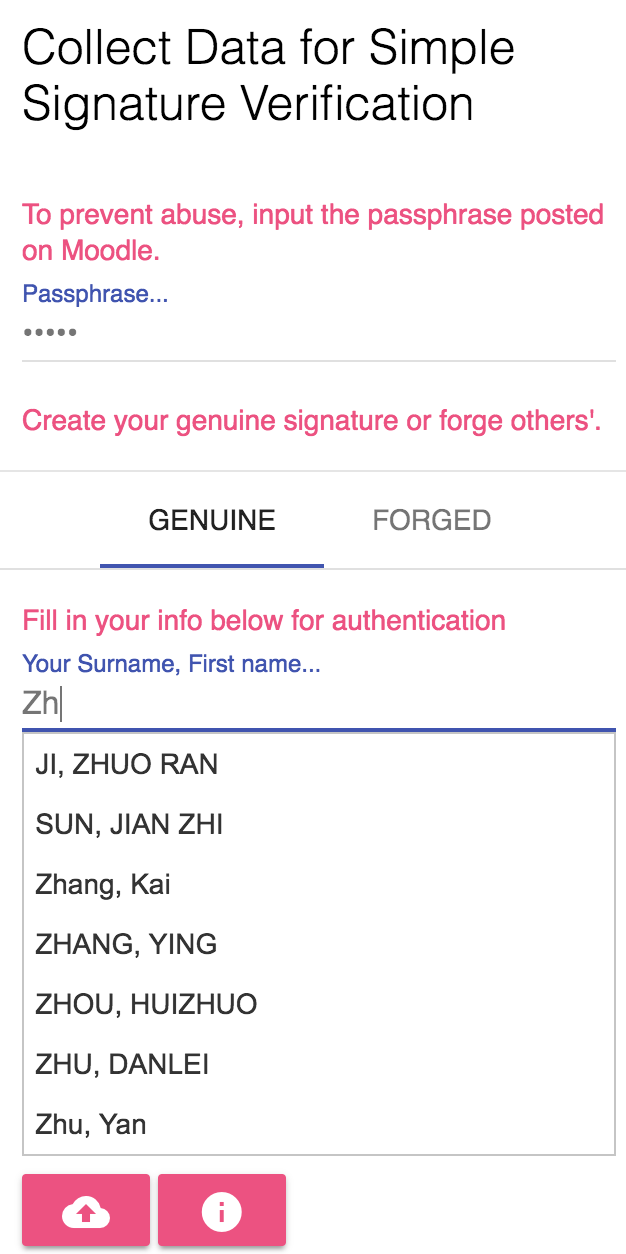 Collect Data for Simple
Signature Verification
To prevent abuse, input the passphrase posted
on Moodle.
Passphrase...
•••••
Create your genuine signature or forge others'.
GENUINE FORGED
Fill in your info below for authentication
Your Surname, First name...
Zh
JI, ZHUO RAN
SUN, JIAN ZHI
Zhang, Kai
ZHANG, YING
ZHOU, HUIZHUO
ZHU, DANLEI
Zhu, Yan